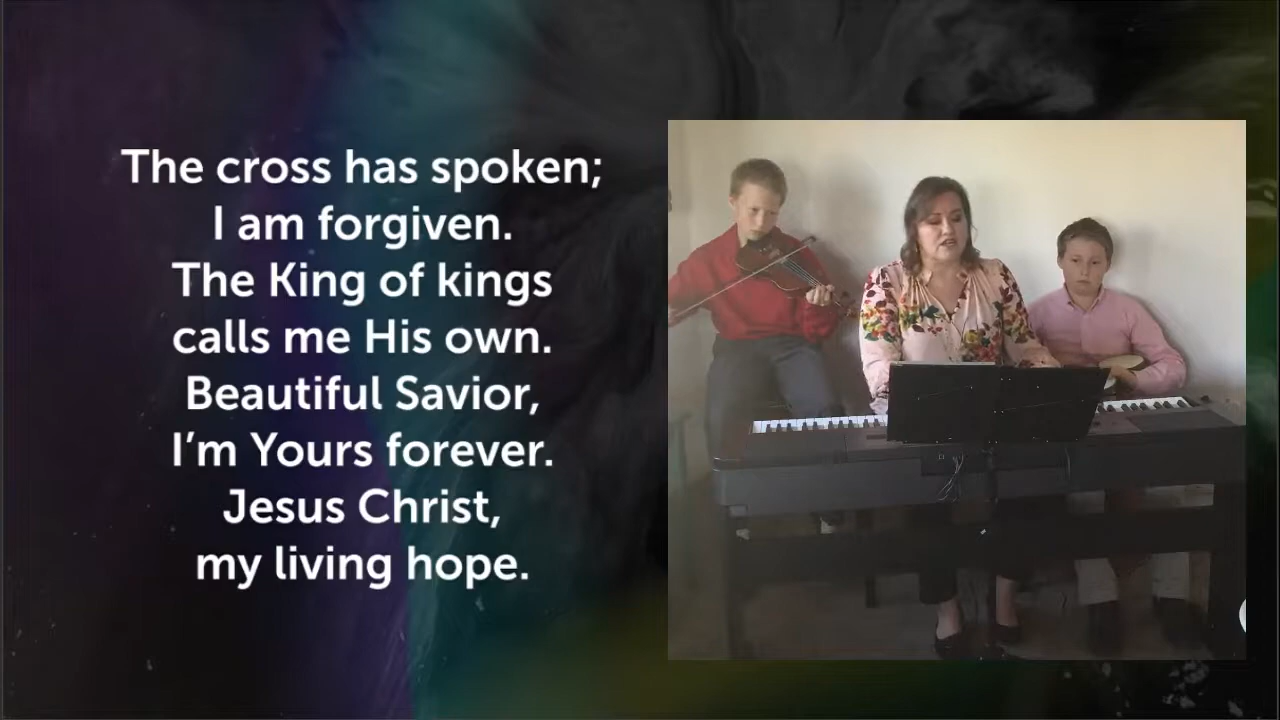 The cross has spoken;
I am forgiven.
The King of kings
calls me His own.
Beautiful Savior,
I’m Yours forever.
Jesus Christ,
my living hope.